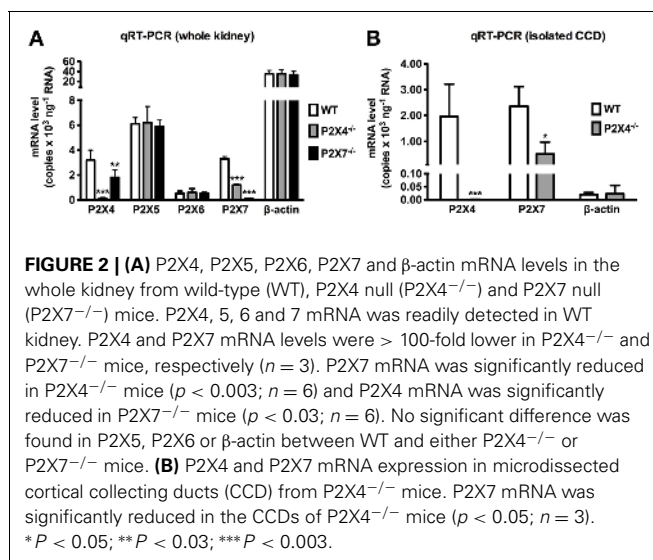 A
qRT-PCR (whole kidney)
mRNA level
(copies x 10³ ng⁻¹ RNA)
60
40
20
0
6
4
2
0
***
**
***
***
WT
P2X4⁻/⁻
P2X7⁻/⁻
P2X4 P2X5 P2X6 P2X7 β-actin
B
qRT-PCR (isolated CCD)
mRNA level
(copies x 10³ ng⁻¹ RNA)
4.00
3.00
2.00
1.00
0.10
0.05
0.00
***
*
WT
P2X4⁻/⁻
P2X4 P2X7 β-actin
FIGURE 2 | (A) P2X4, P2X5, P2X6, P2X7 and β-actin mRNA levels in the
whole kidney from wild-type (WT), P2X4 null (P2X4⁻/⁻) and P2X7 null
(P2X7⁻/⁻) mice. P2X4, 5, 6 and 7 mRNA was readily detected in WT
kidney. P2X4 and P2X7 mRNA levels were > 100-fold lower in P2X4⁻/⁻ and
P2X7⁻/⁻ mice, respectively (n = 3). P2X7 mRNA was significantly reduced
in P2X4⁻/⁻ mice (p < 0.003; n = 6) and P2X4 mRNA was significantly
reduced in P2X7⁻/⁻ mice (p < 0.03; n = 6). No significant difference was
found in P2X5, P2X6 or β-actin between WT and either P2X4⁻/⁻ or
P2X7⁻/⁻ mice. (B) P2X4 and P2X7 mRNA expression in microdissected
cortical collecting ducts (CCD) from P2X4⁻/⁻ mice. P2X7 mRNA was
significantly reduced in the CCDs of P2X4⁻/⁻ mice (p < 0.05; n = 3).
*P < 0.05; **P < 0.03; ***P < 0.003.